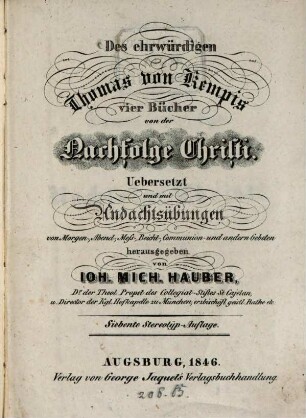 Des ehrwürdigen
Thomas von Kempis
vier Bücher
von der
Nachfolge Christi.
Uebersetzt
und mit
Andachtsübungen
von Morgen-, Abend-, Meß-, Beicht-, Communion- und andern Gebeten
herausgegeben
von
IOH. MICH. HAUBER,
Dr. der Theol. Propst des Collegiat-Stiftes St. Cajetan,
u. Director der Kgl. Hofkapelle zu München, erzbischöfl. geistl. Rathe etc.
Siebente Stereotyp-Auflage.
AUGSBURG, 1846.
Verlag von George Jaquet's Verlagsbuchhandlung.